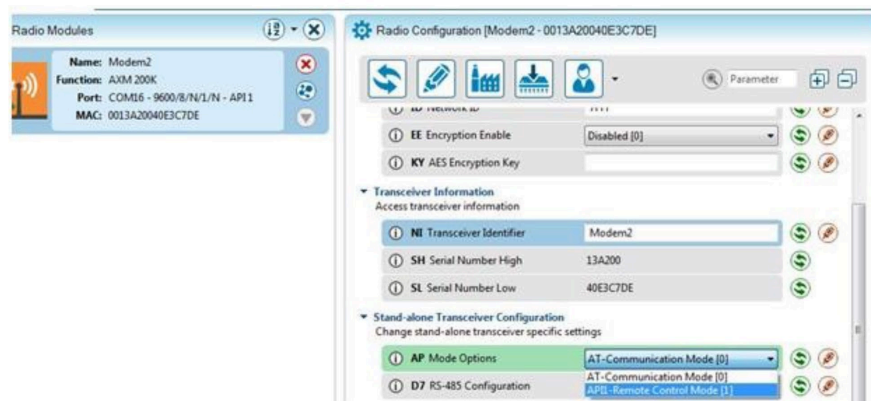 Radio Modules
Name: Modem2
Function: AXM 200K
Port: COM16 - 9600/8/N/1/N - API 1
MAC: 0013A20040E3C7DE
Radio Configuration [Modem2 - 0013A20040E3C7DE]
Parameter
ID Network ID
EE Encryption Enable
Disabled [0]
KY AES Encryption Key
Transceiver Information
Access transceiver information
NI Transceiver Identifier
Modem2
SH Serial Number High
13A200
SL Serial Number Low
40E3C7DE
Stand-alone Transceiver Configuration
Change stand-alone transceiver specific settings
AP Mode Options
AT-Communication Mode [0]
AT-Communication Mode [0]
D7 RS-485 Configuration
API1-Remote Control Mode [1]